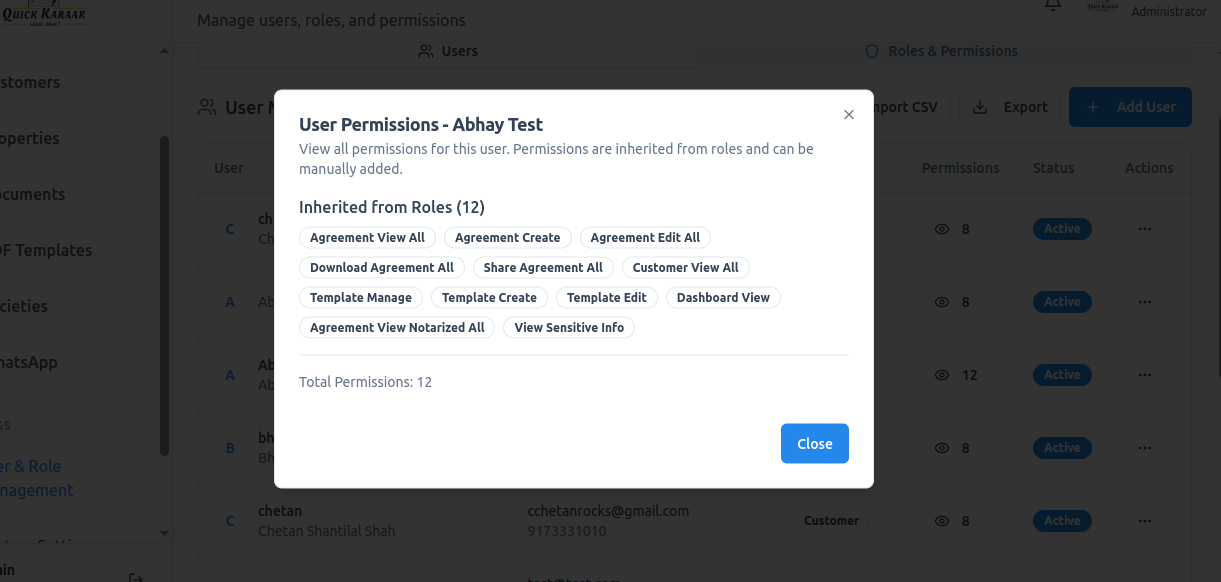 QUICK KARAAR
Manage users, roles, and permissions
Administrator
Users
Roles & Permissions
stomers
operties
ocuments
OF Templates
cieties
hatsApp
ss
er & Role
nagement
in
User M
mport CSV
Export
+ Add User
User
Permissions
Status
Actions
C
ch
Ch
8
Active
A
Ab
8
Active
A
Ab
Ab
12
Active
B
bh
Bh
8
Active
C
chetan
Chetan Shantilal Shah
cchetanrocks@gmail.com
9173331010
Customer
8
Active
User Permissions - Abhay Test
View all permissions for this user. Permissions are inherited from roles and can be
manually added.
Inherited from Roles (12)
Agreement View All Agreement Create Agreement Edit All
Download Agreement All Share Agreement All Customer View All
Template Manage Template Create Template Edit Dashboard View
Agreement View Notarized All View Sensitive Info
Total Permissions: 12
Close